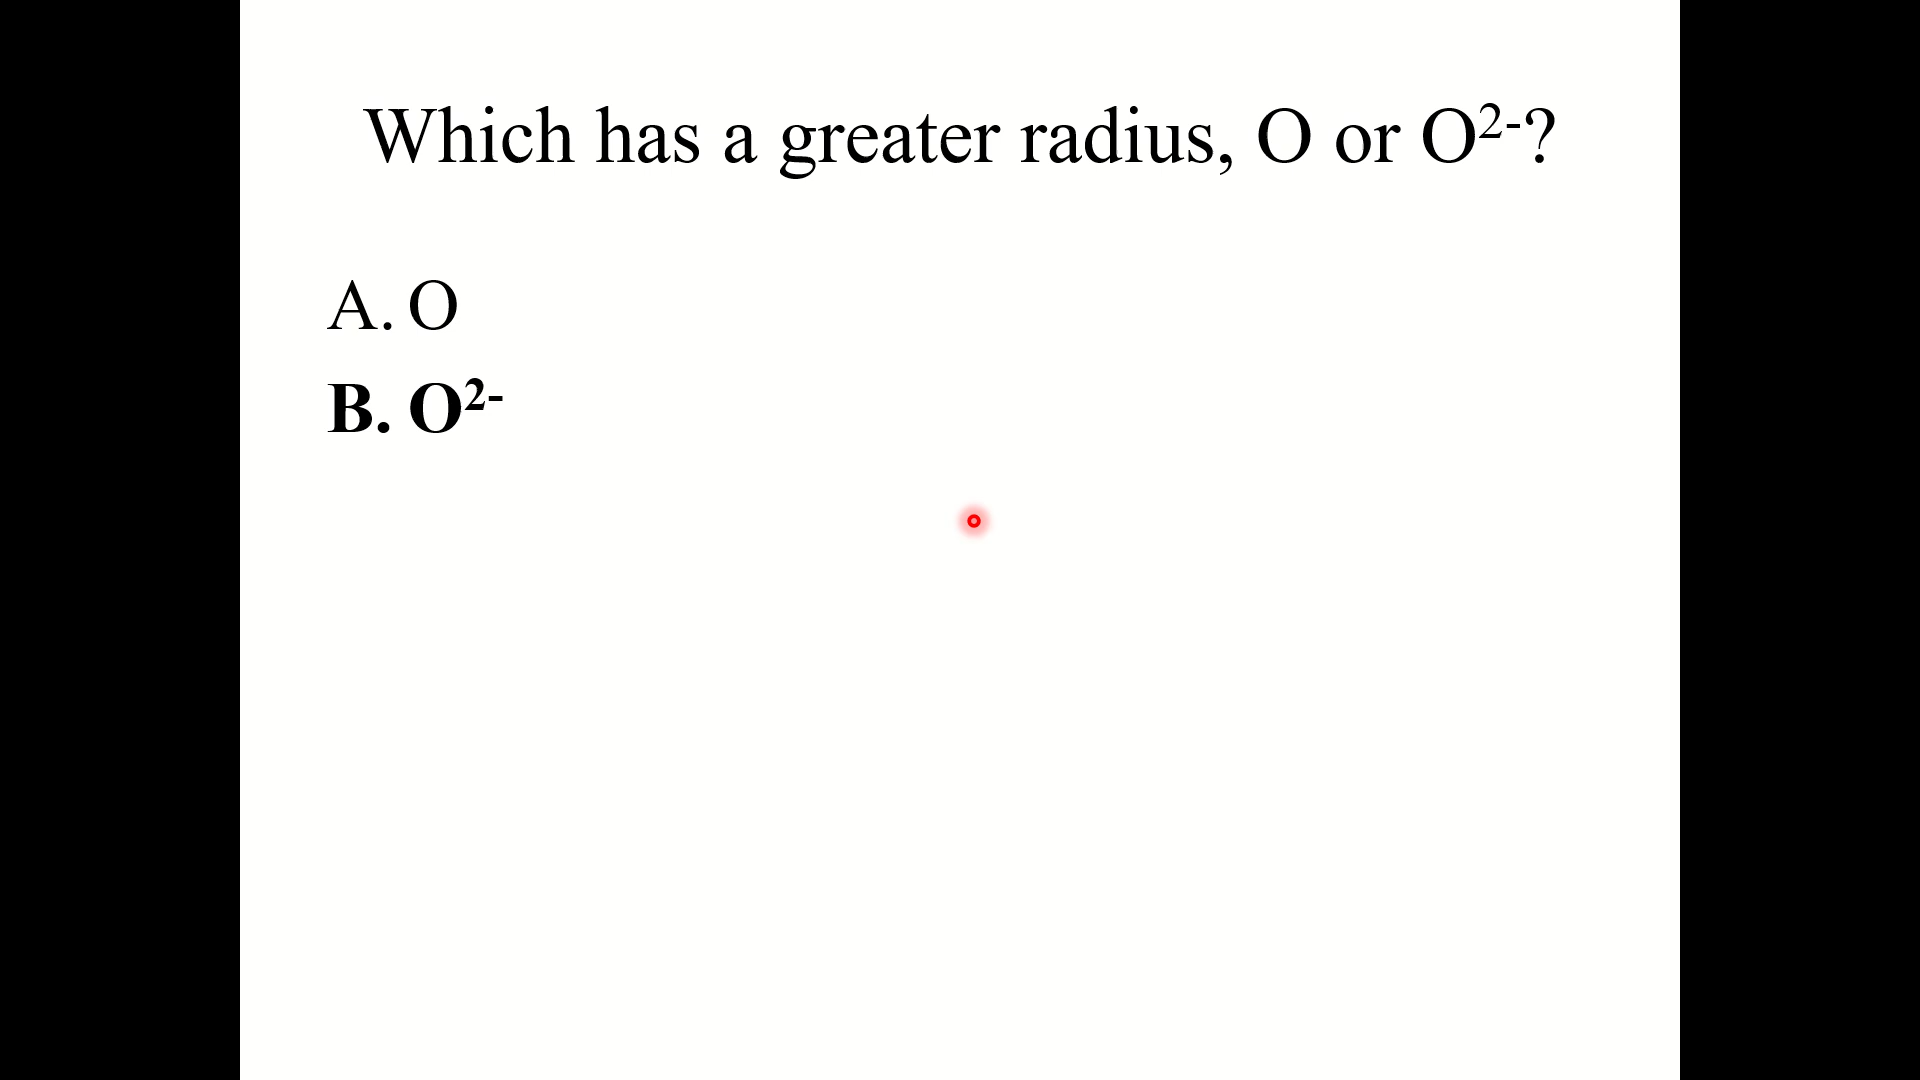 Which has a greater radius, O or O²⁻?
A. O
B. O²⁻